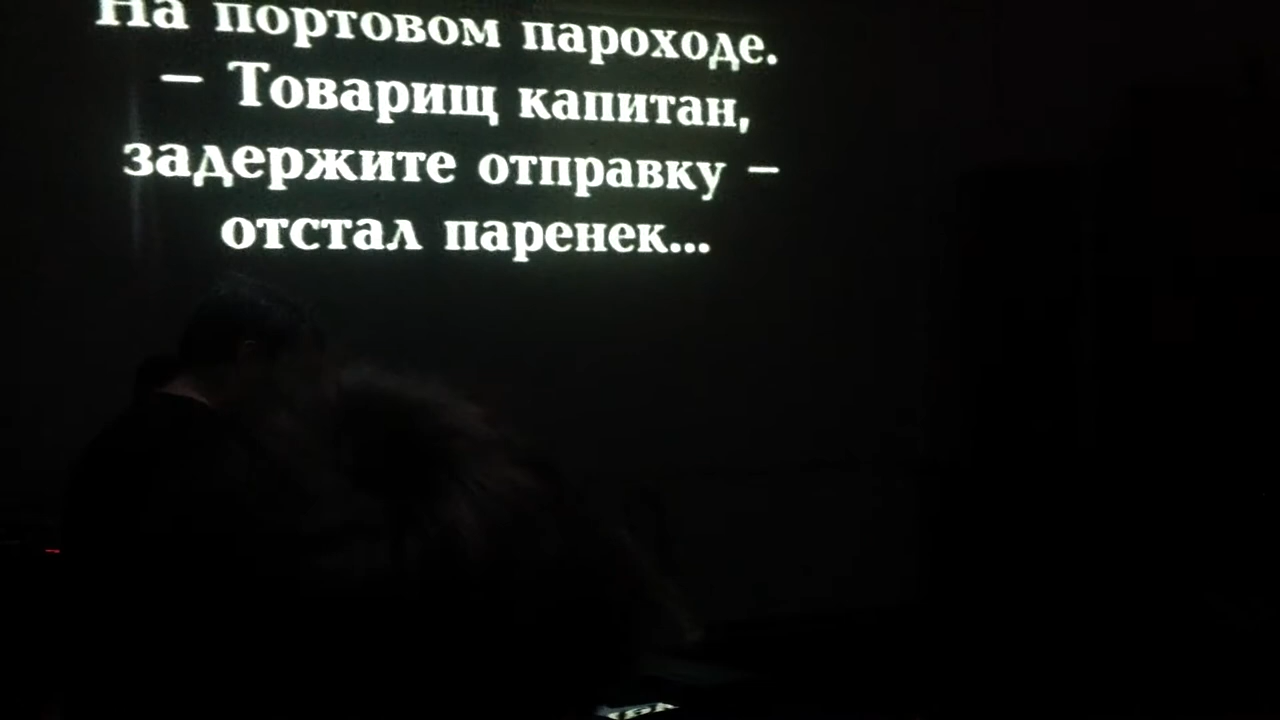 На портовом пароходе.
– Товарищ капитан,
задержите отправку –
отстал паренек...